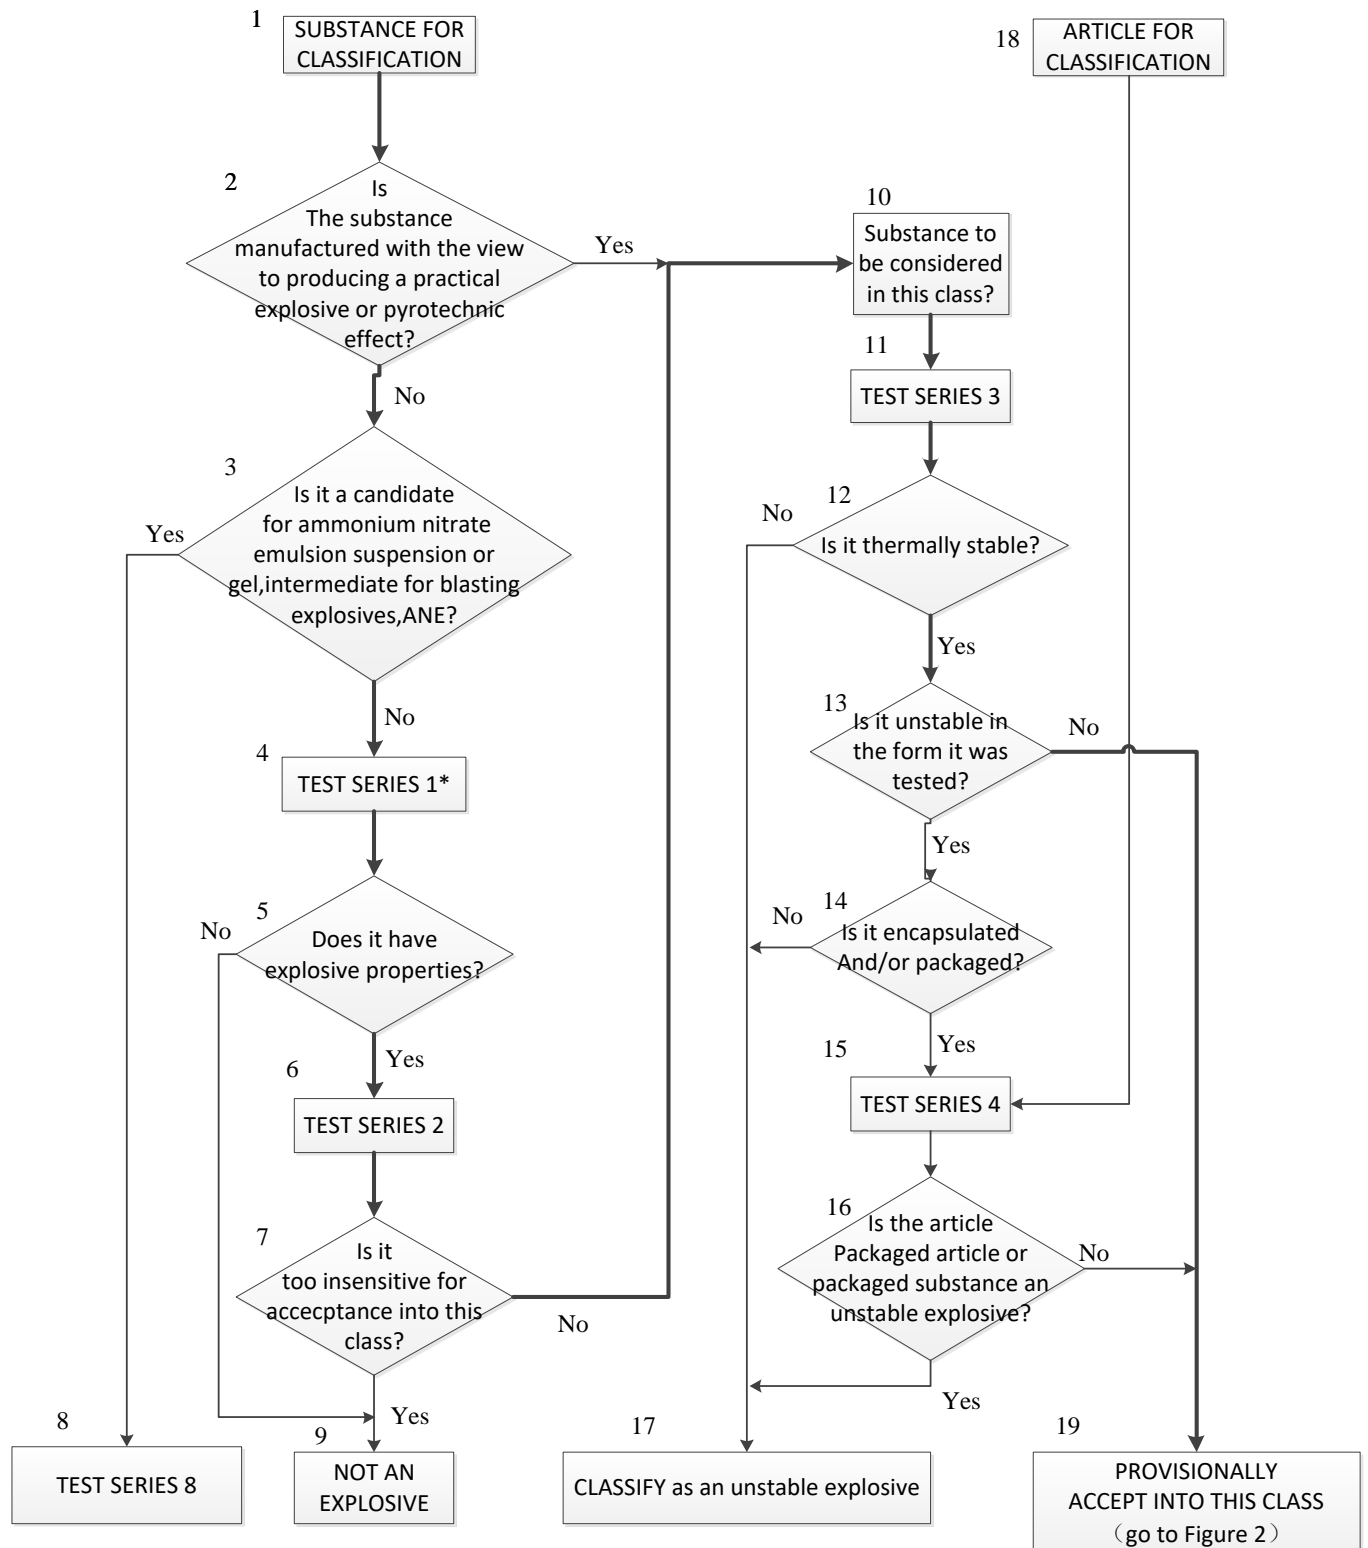 1
SUBSTANCE FOR
CLASSIFICATION
18
ARTICLE FOR
CLASSIFICATION
2
Is
The substance
manufactured with the view
to producing a practical
explosive or pyrotechnic
effect?
Yes
No
10
Substance to
be considered
in this class?
11
TEST SERIES 3
3
Is it a candidate
for ammonium nitrate
emulsion suspension or
gel,intermediate for blasting
explosives,ANE?
Yes
No
12
Is it thermally stable?
No
Yes
4
TEST SERIES 1*
13
Is it unstable in
the form it was
tested?
No
Yes
5
Does it have
explosive properties?
No
Yes
14
Is it encapsulated
And/or packaged?
No
Yes
6
TEST SERIES 2
15
TEST SERIES 4
7
Is it
too insensitive for
accecptance into this
class?
No
Yes
16
Is the article
Packaged article or
packaged substance an
unstable explosive?
No
Yes
8
TEST SERIES 8
9
NOT AN
EXPLOSIVE
17
CLASSIFY as an unstable explosive
19
PROVISIONALLY
ACCEPT INTO THIS CLASS
（go to Figure 2）